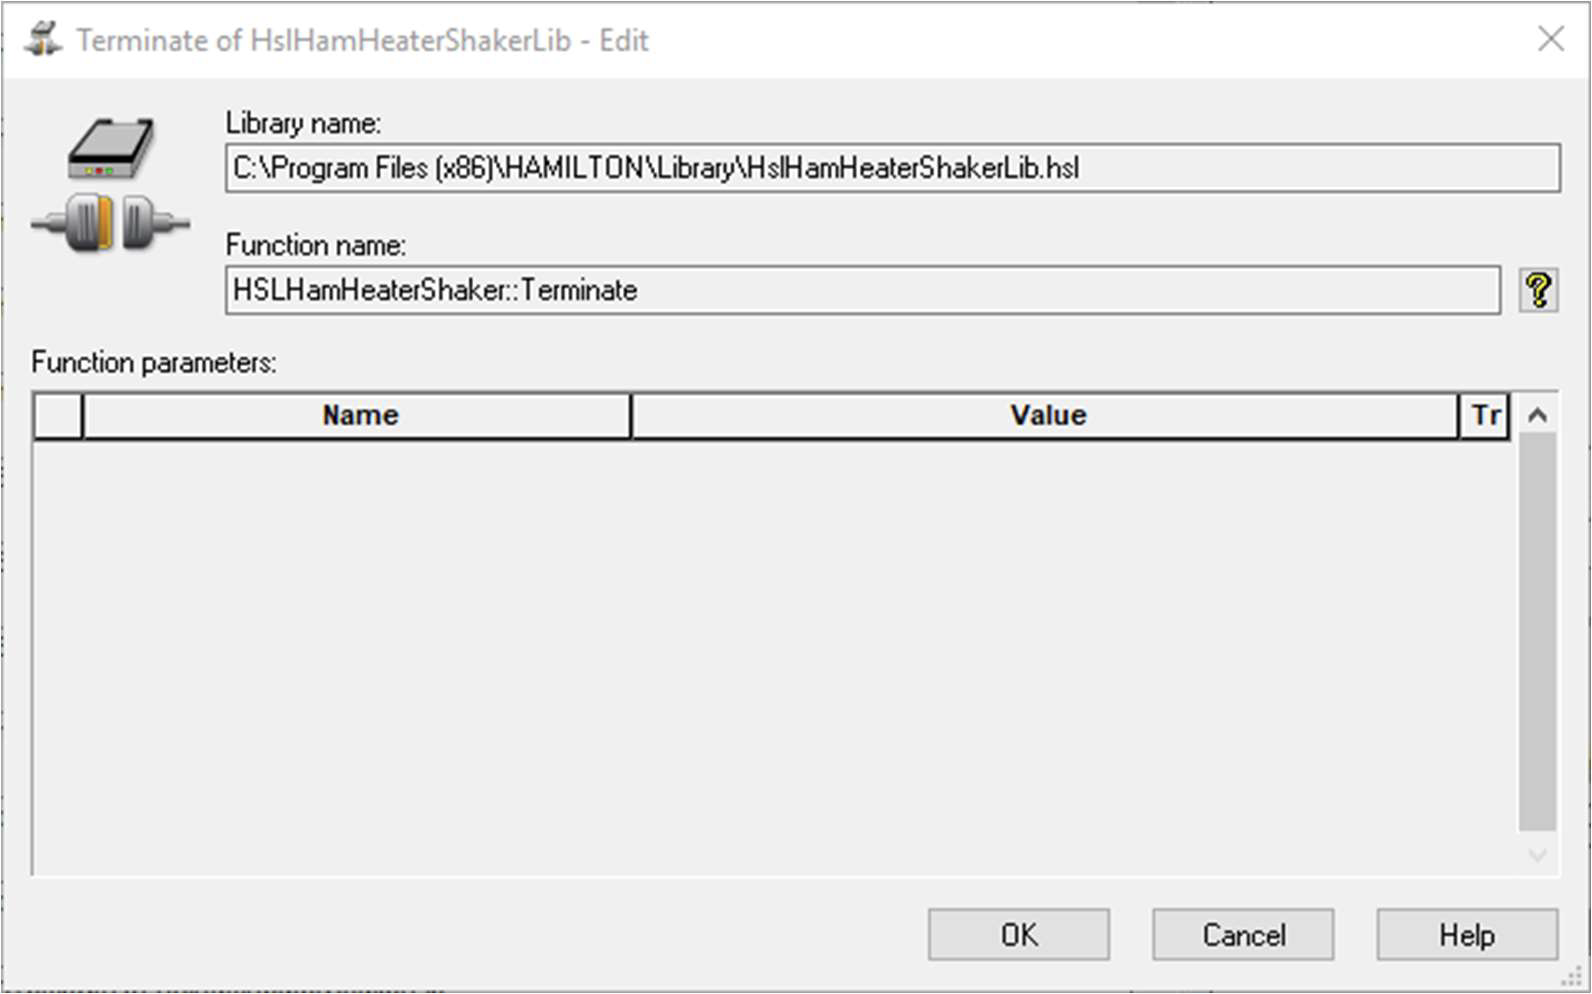 Terminate of HslHamHeaterShakerLib - Edit
Library name:
C:\Program Files (x86)\HAMILTON\Library\HslHamHeaterShakerLib.hsl
Function name:
HSLHamHeaterShaker::Terminate
Function parameters:
Name Value Tr
OK Cancel Help